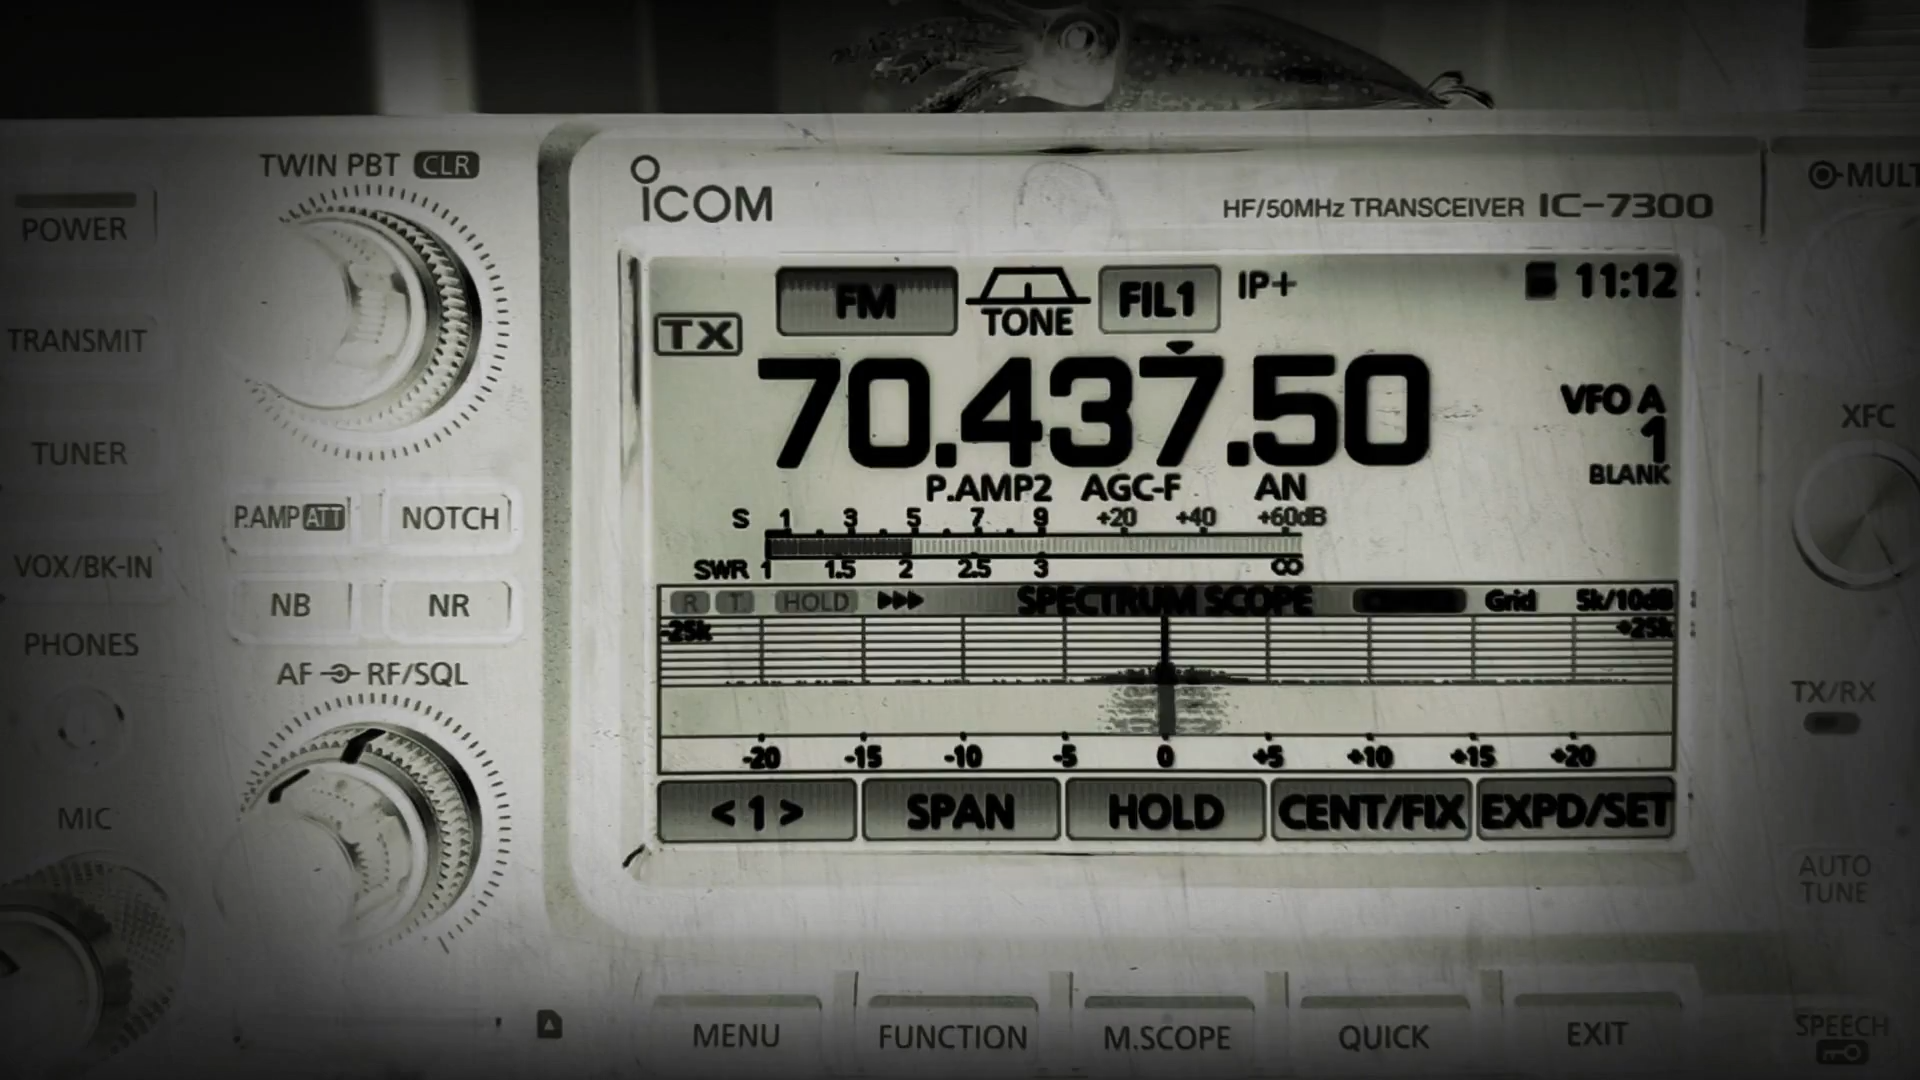 TWIN PBT CLR
POWER
TRANSMIT
TUNER
VOX/BK-IN
PHONES
MIC
P.AMP ATT
NOTCH
NB
NR
AF RF/SQL
ICOM
HF/50MHz TRANSCEIVER IC-7300
FM
TONE
FIL1
IP+
11:12
TX
70.437.50
VFO A
1
BLANK
P.AMP2 AGC-F AN
S 1 3 5 7 9 +20 +40 +60dB
SWR 1 1.5 2 2.5 3 ∞
R T HOLD SPECTRUM SCOPE Grid 5k/10dB
-25k +25k
-20 -15 -10 -5 0 +5 +10 +15 +20
< 1 > SPAN HOLD CENT/FIX EXPD/SET
MENU FUNCTION M.SCOPE QUICK EXIT
MULT
XFC
TX/RX
AUTO
TUNE
SPEECH